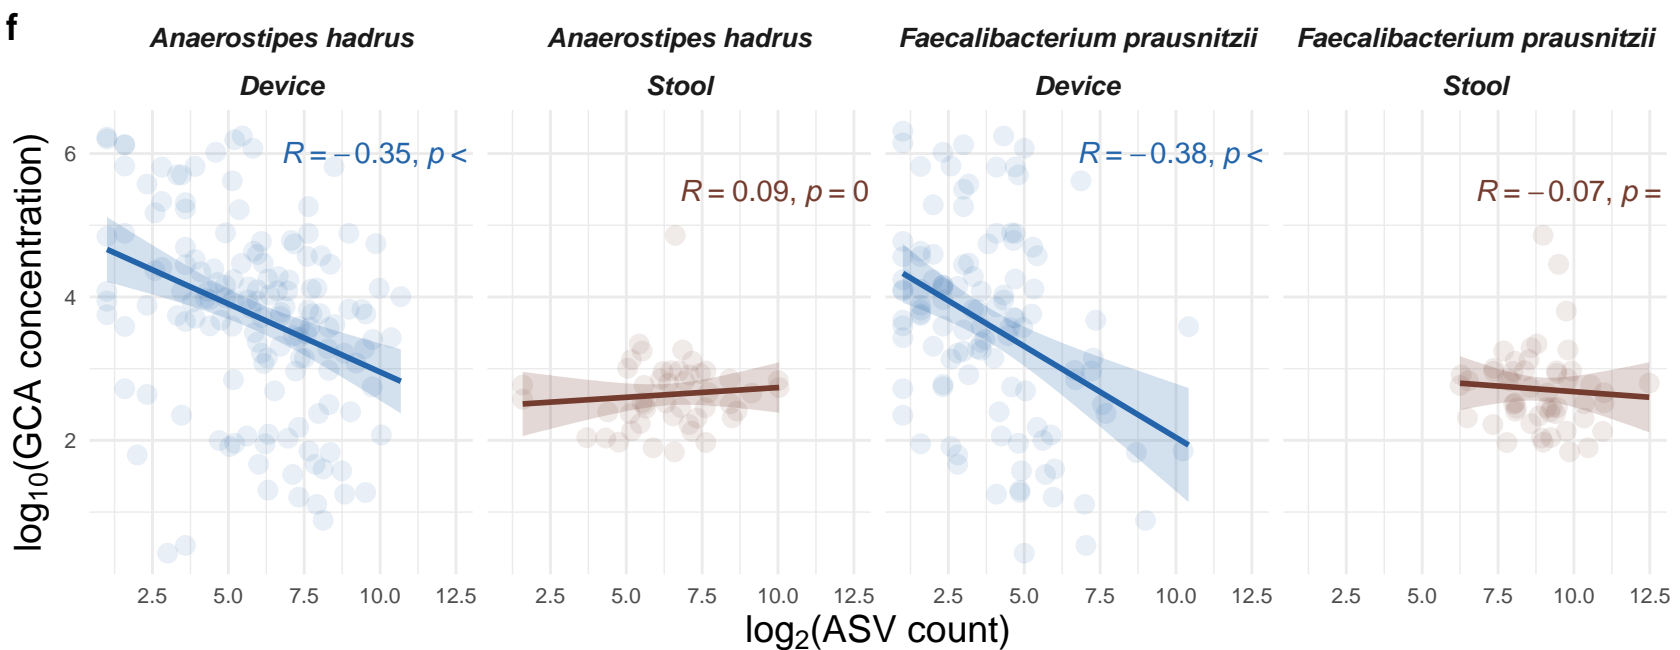 f
Anaerostipes hadrus Anaerostipes hadrus Faecalibacterium prausnitzii Faecalibacterium prausnitzii
Device Stool Device Stool
log10(GCA concentration)
6
4
2
R = −0.35, p <
R = 0.09, p = 0
R = −0.38, p <
R = −0.07, p =
2.5 5.0 7.5 10.0 12.5 2.5 5.0 7.5 10.0 12.5 2.5 5.0 7.5 10.0 12.5 2.5 5.0 7.5 10.0 12.5
log2(ASV count)